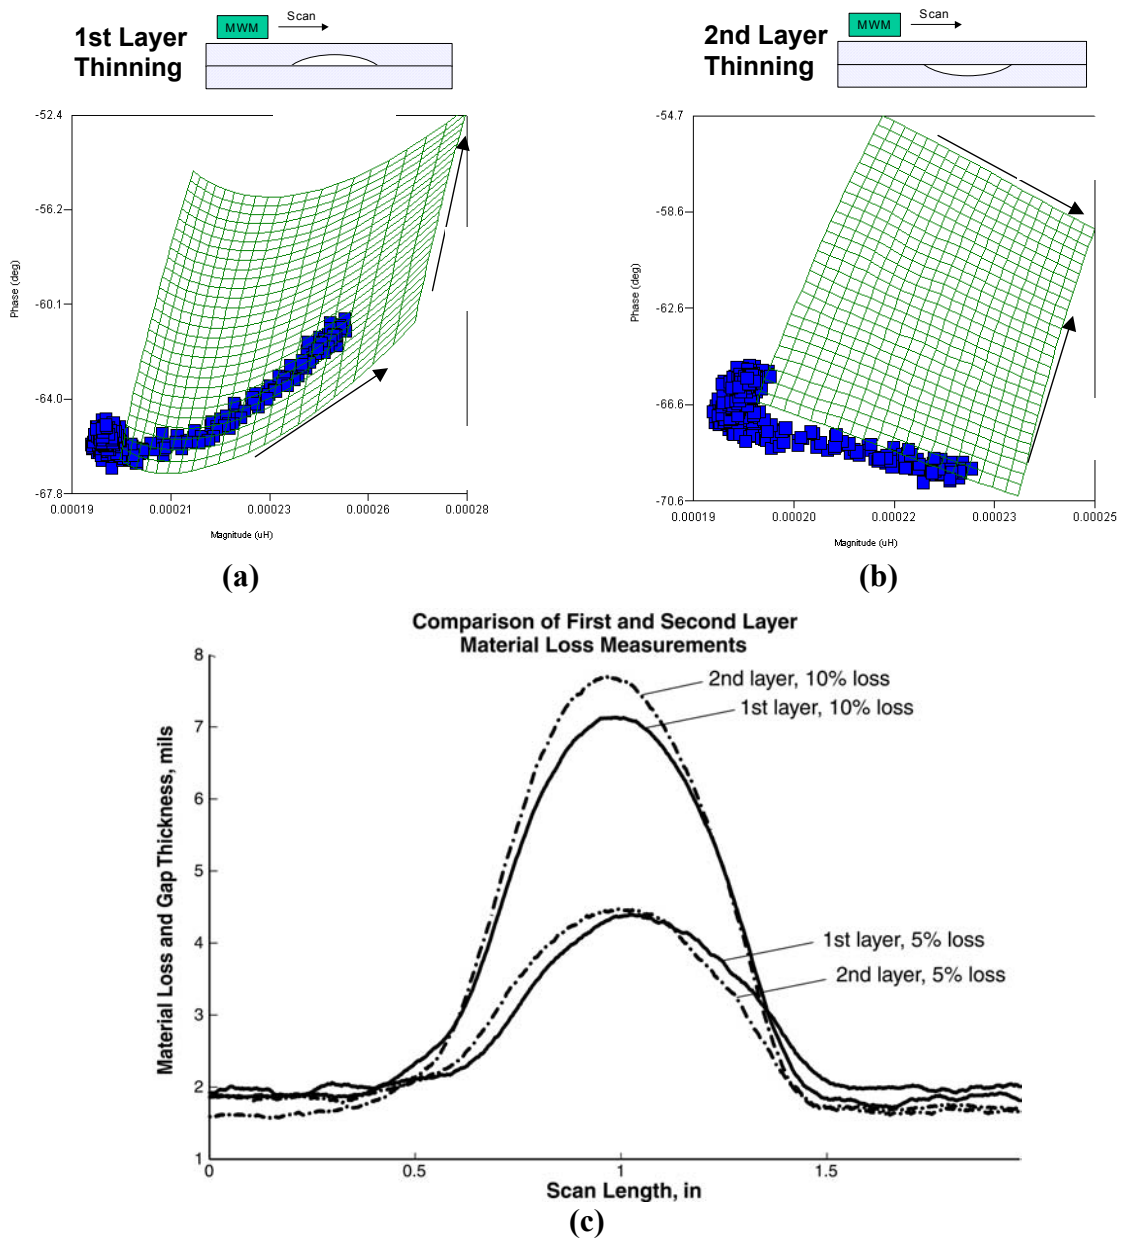 1st Layer
Thinning
MWM
Scan
2nd Layer
Thinning
MWM
Scan
-52.4
-56.2
-60.1
-64.0
-67.8
Phase (deg)
0.00019
0.00021
0.00023
0.00026
0.00028
Magnitude (uH)
(a)
-54.7
-58.6
-62.6
-66.6
-70.6
Phase (deg)
0.00019
0.00020
0.00022
0.00023
0.00025
Magnitude (uH)
(b)
Comparison of First and Second Layer
Material Loss Measurements
8
7
6
5
4
3
2
1
Material Loss and Gap Thickness, mils
2nd layer, 10% loss
1st layer, 10% loss
1st layer, 5% loss
2nd layer, 5% loss
0
0.5
1
1.5
Scan Length, in
(c)